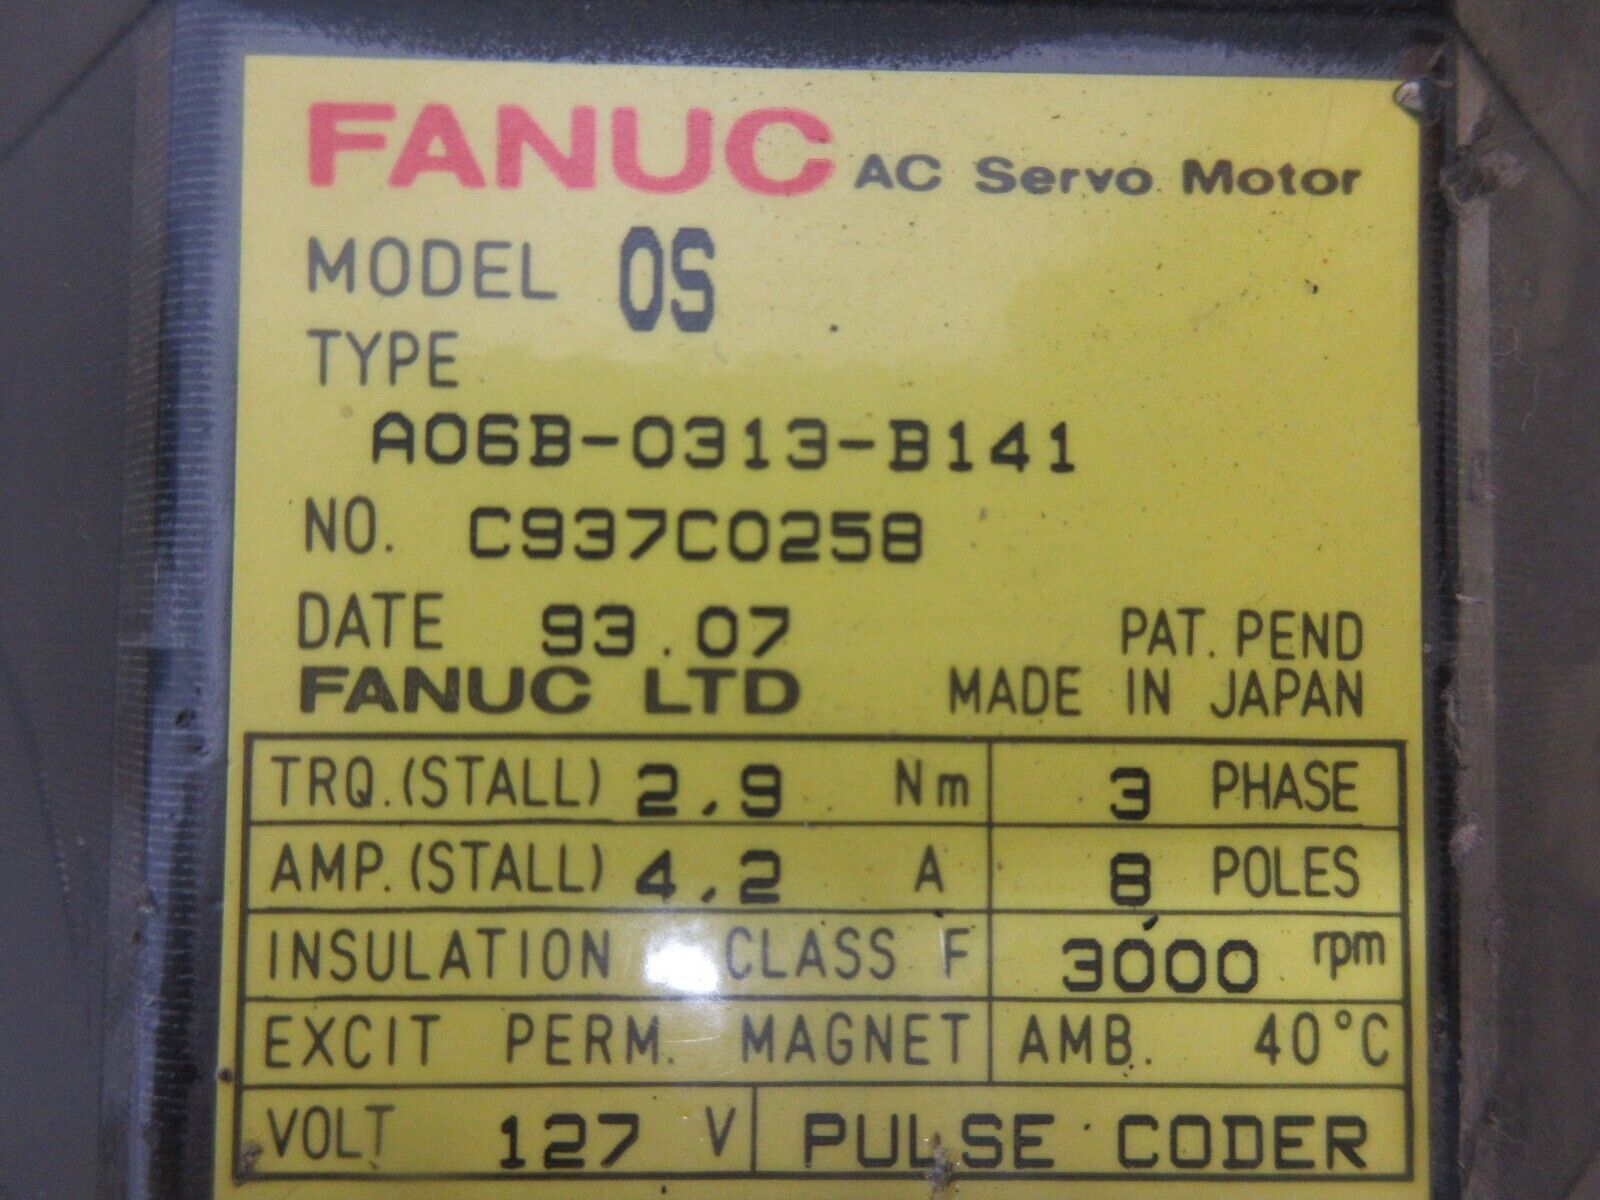 FANUC AC Servo Motor
MODEL 0S
TYPE
A06B-0313-B141
NO. C937C0258
DATE 93.07 PAT. PEND
FANUC LTD MADE IN JAPAN
TRQ.(STALL) 2.9 Nm 3 PHASE
AMP.(STALL) 4.2 A 8 POLES
INSULATION CLASS F 3000 rpm
EXCIT PERM. MAGNET AMB. 40°C
VOLT 127 V PULSE CODER